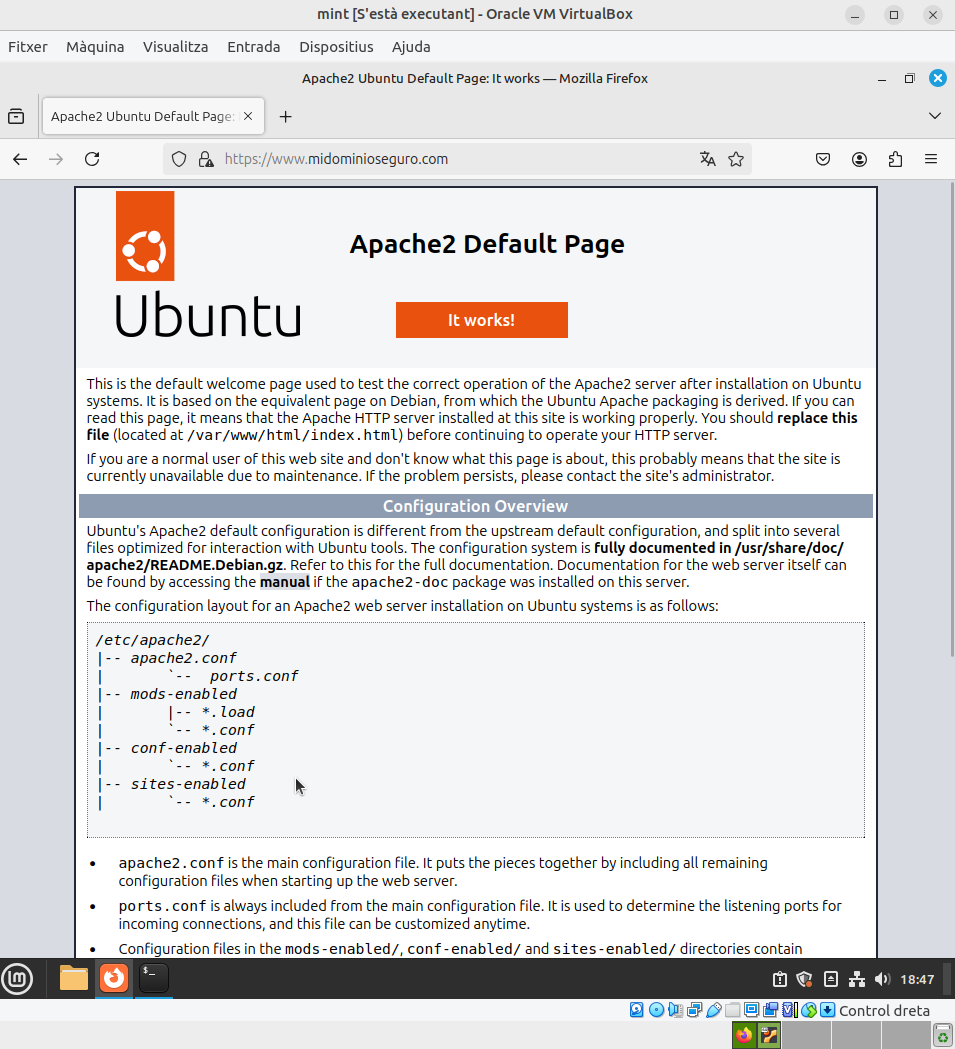 mint [S'està executant] - Oracle VM VirtualBox
Fitxer Màquina Visualitza Entrada Dispositius Ajuda
Apache2 Ubuntu Default Page: It works — Mozilla Firefox
Apache2 Ubuntu Default Page:
https://www.midominioseguro.com
Apache2 Default Page
Ubuntu
It works!
This is the default welcome page used to test the correct operation of the Apache2 server after installation on Ubuntu
systems. It is based on the equivalent page on Debian, from which the Ubuntu Apache packaging is derived. If you can
read this page, it means that the Apache HTTP server installed at this site is working properly. You should replace this
file (located at /var/www/html/index.html) before continuing to operate your HTTP server.
If you are a normal user of this web site and don't know what this page is about, this probably means that the site is
currently unavailable due to maintenance. If the problem persists, please contact the site's administrator.
Configuration Overview
Ubuntu's Apache2 default configuration is different from the upstream default configuration, and split into several
files optimized for interaction with Ubuntu tools. The configuration system is fully documented in /usr/share/doc/
apache2/README.Debian.gz. Refer to this for the full documentation. Documentation for the web server itself can
be found by accessing the manual if the apache2-doc package was installed on this server.
The configuration layout for an Apache2 web server installation on Ubuntu systems is as follows:
/etc/apache2/
|-- apache2.conf
|       `--  ports.conf
|-- mods-enabled
|       |-- *.load
|       `-- *.conf
|-- conf-enabled
|       `-- *.conf
|-- sites-enabled
|       `-- *.conf
• apache2.conf is the main configuration file. It puts the pieces together by including all remaining
configuration files when starting up the web server.
• ports.conf is always included from the main configuration file. It is used to determine the listening ports for
incoming connections, and this file can be customized anytime.
• Configuration files in the mods-enabled/, conf-enabled/ and sites-enabled/ directories contain
18:47
Control dreta